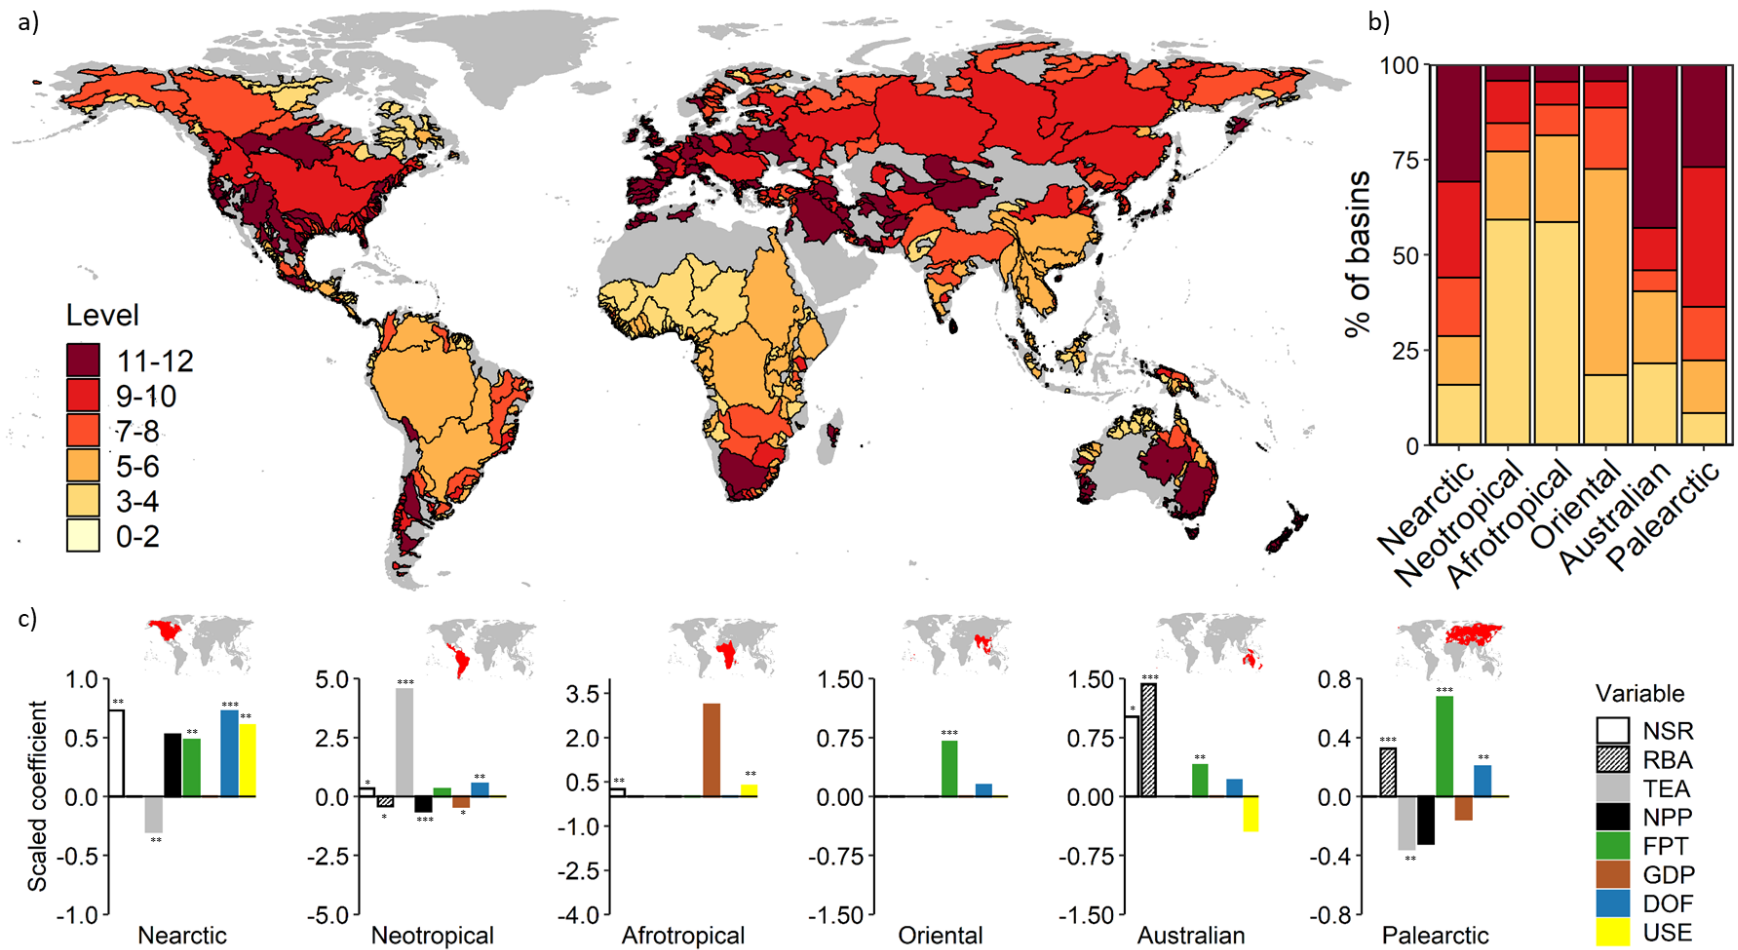 a)
Level
11-12
9-10
7-8
5-6
3-4
0-2
b)
% of basins
100
75
50
25
0
Nearctic
Neotropical
Afrotropical
Oriental
Australian
Palearctic
c)
Scaled coefficient
1.0
0.5
0.0
-0.5
-1.0
**
**
**
***
**
Nearctic
5.0
2.5
0.0
-2.5
-5.0
*
*
***
***
*
**
Neotropical
3.5
2.0
0.5
-1.0
-2.5
-4.0
**
**
Afrotropical
1.50
0.75
0.00
-0.75
-1.50
***
Oriental
1.50
0.75
0.00
-0.75
-1.50
*
***
**
Australian
0.8
0.4
0.0
-0.4
-0.8
***
**
***
**
Palearctic
Variable
NSR
RBA
TEA
NPP
FPT
GDP
DOF
USE